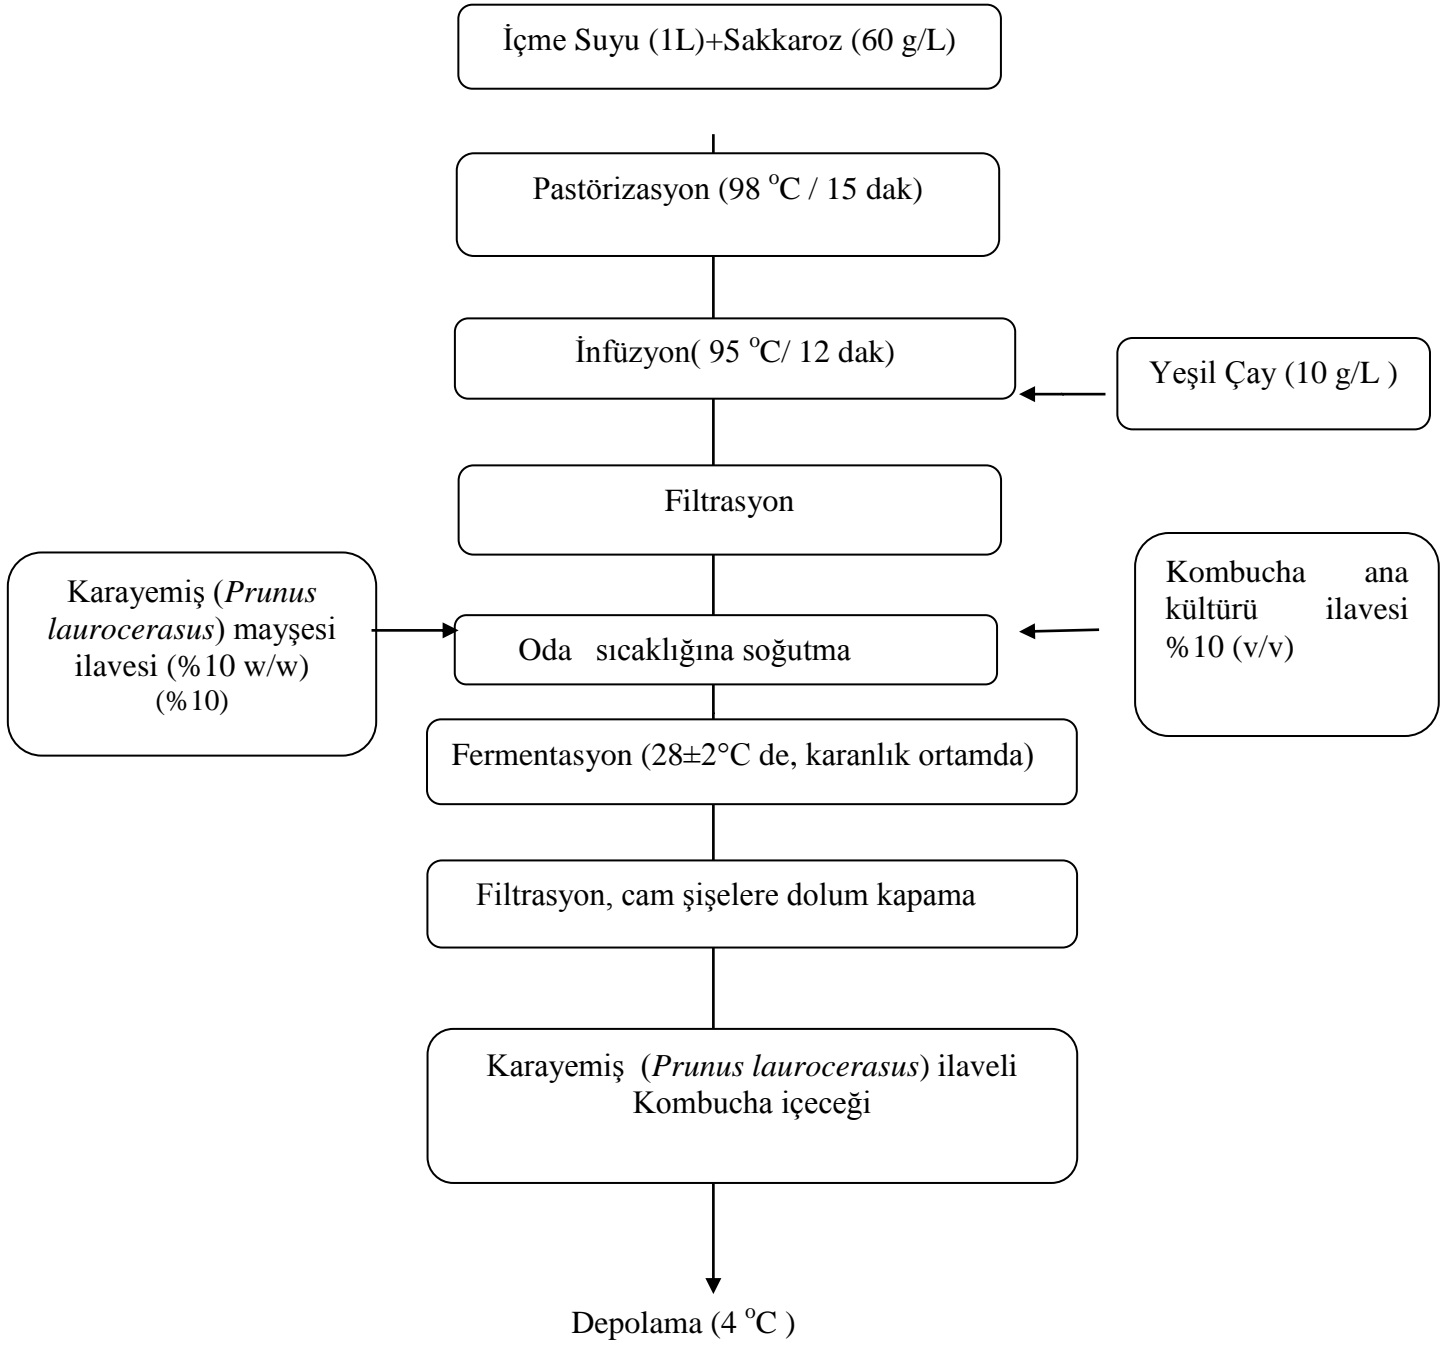 İçme Suyu (1L)+Sakkaroz (60 g/L)
Pastörizasyon (98 °C / 15 dak)
İnfüzyon( 95 °C/ 12 dak)
Yeşil Çay (10 g/L )
Filtrasyon
Karayemiş (Prunus
laurocerasus) mayşesi
ilavesi (%10 w/w)
(%10)
Kombucha ana
kültürü ilavesi
%10 (v/v)
Oda sıcaklığına soğutma
Fermentasyon (28±2°C de, karanlık ortamda)
Filtrasyon, cam şişelere dolum kapama
Karayemiş (Prunus laurocerasus) ilaveli
Kombucha içeceği
Depolama (4 °C )